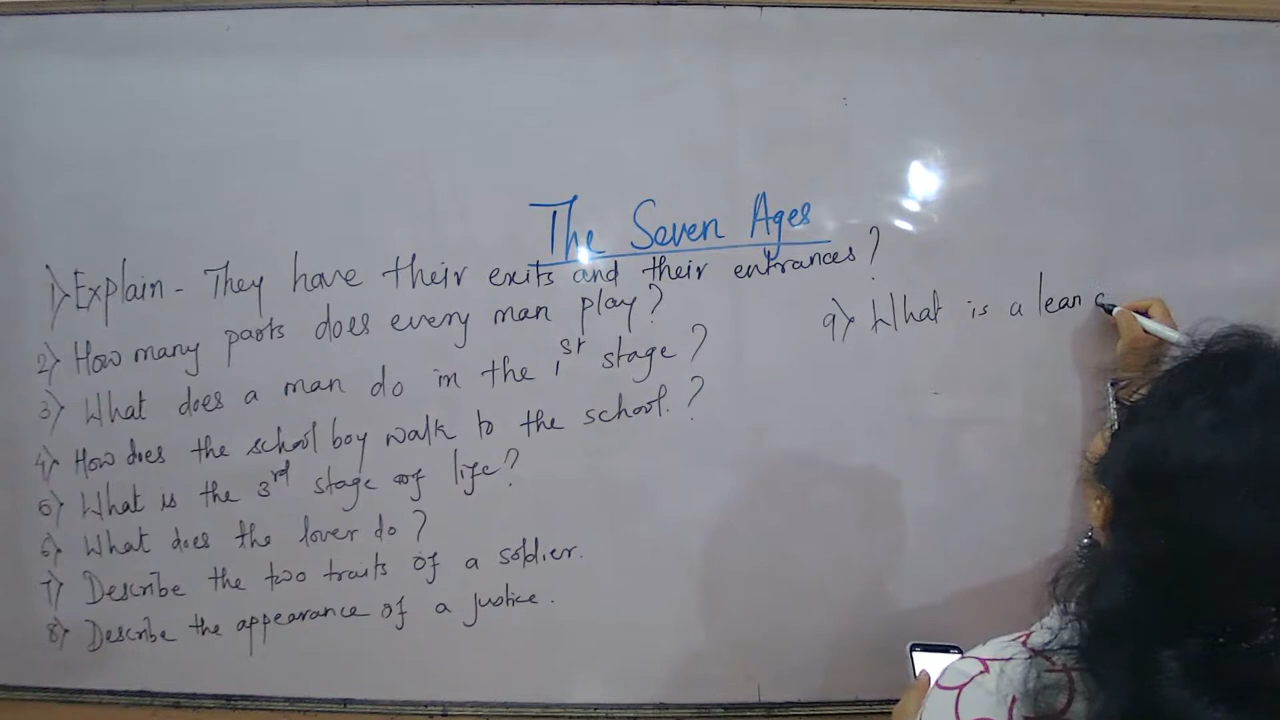 The Seven Ages
1) Explain - They have their exits and their entrances?
2) How many parts does every man play?
3) What does a man do in the 1st stage?
4) How does the school boy walk to the school.?
5) What is the 3rd stage of life?
6) What does the lover do?
7) Describe the two traits of a soldier.
8) Describe the appearance of a justice.
9) What is a lean